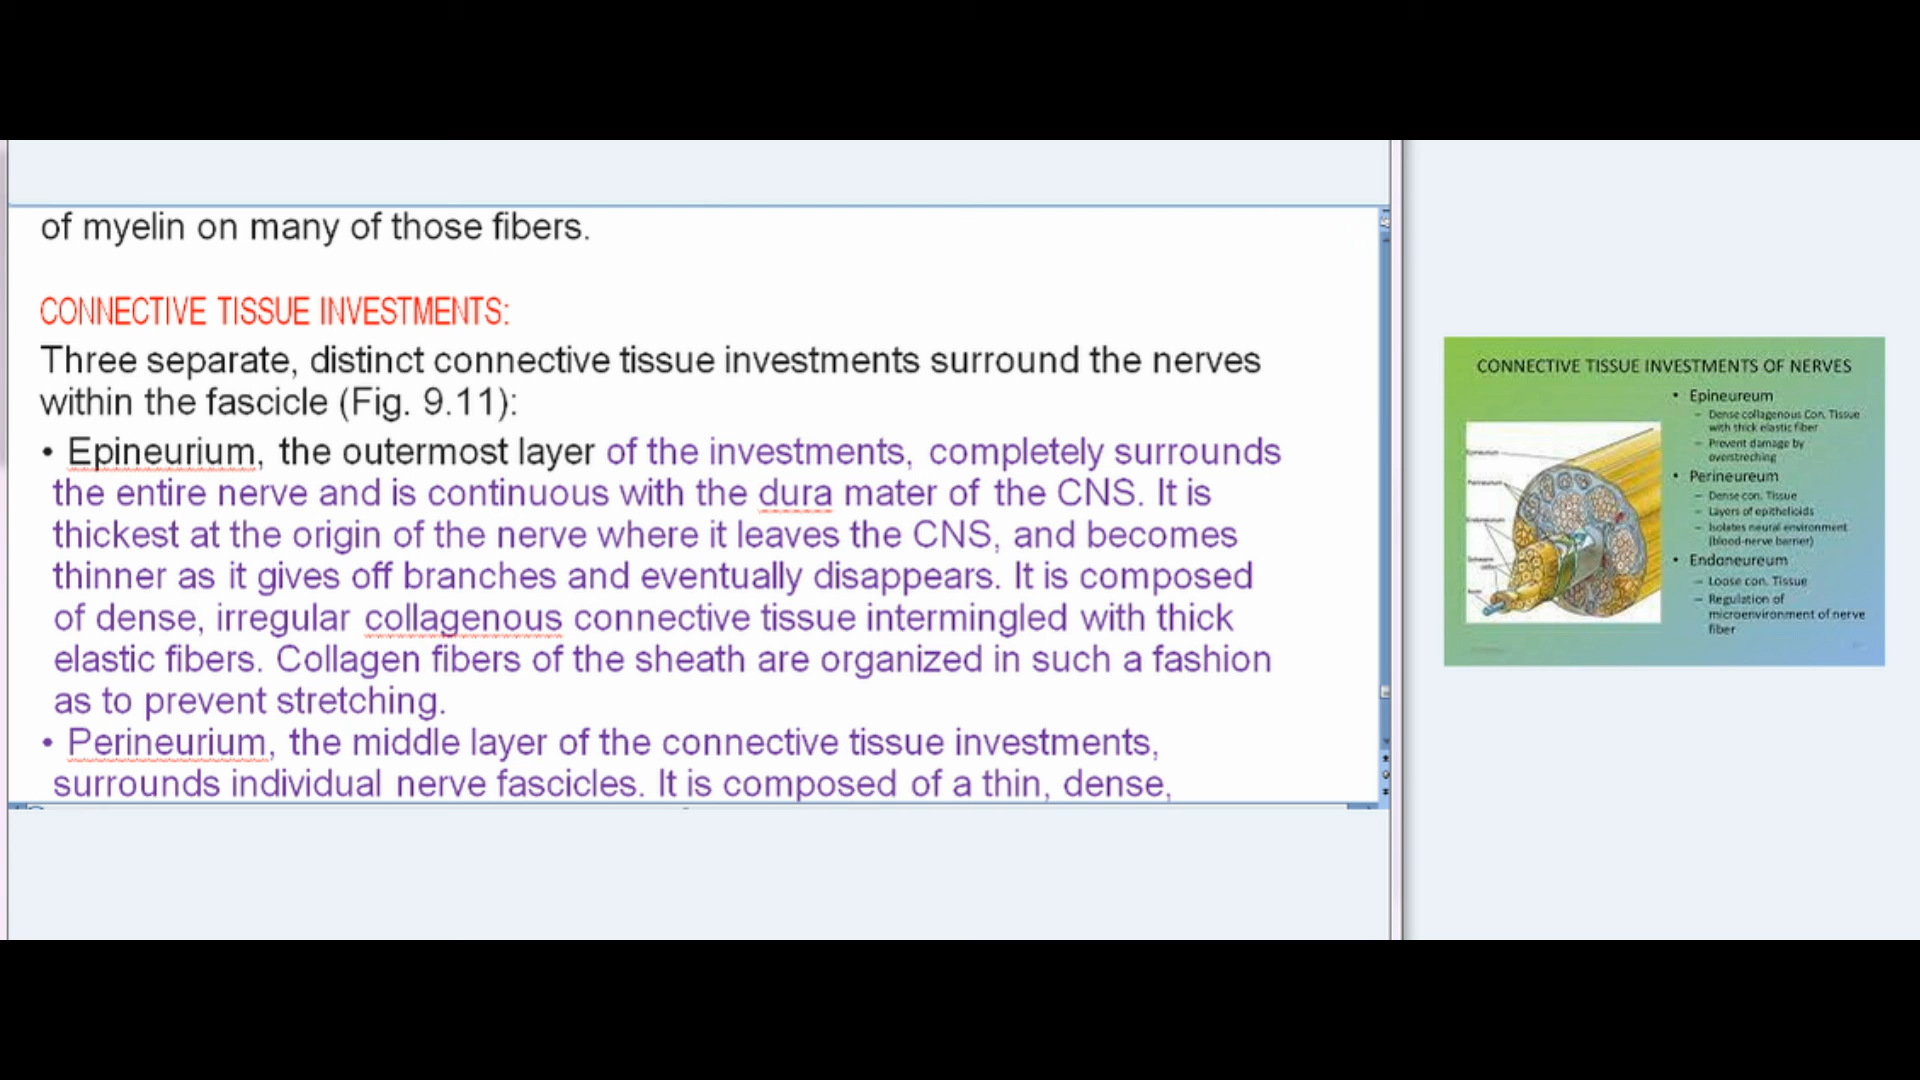 of myelin on many of those fibers.
CONNECTIVE TISSUE INVESTMENTS:
Three separate, distinct connective tissue investments surround the nerves
within the fascicle (Fig. 9.11):
• Epineurium, the outermost layer of the investments, completely surrounds
the entire nerve and is continuous with the dura mater of the CNS. It is
thickest at the origin of the nerve where it leaves the CNS, and becomes
thinner as it gives off branches and eventually disappears. It is composed
of dense, irregular collagenous connective tissue intermingled with thick
elastic fibers. Collagen fibers of the sheath are organized in such a fashion
as to prevent stretching.
• Perineurium, the middle layer of the connective tissue investments,
surrounds individual nerve fascicles. It is composed of a thin, dense,
CONNECTIVE TISSUE INVESTMENTS OF NERVES
• Epineureum
– Dense collagenous Con. Tissue
with thick elastic fiber
– Prevent damage by
overstreching
• Perineureum
– Dense con. Tissue
– Layers of epithelioids
– Isolates neural environment
(blood-nerve barrier)
• Endoneureum
– Loose con. Tissue
– Regulation of
microenvironment of nerve
fiber